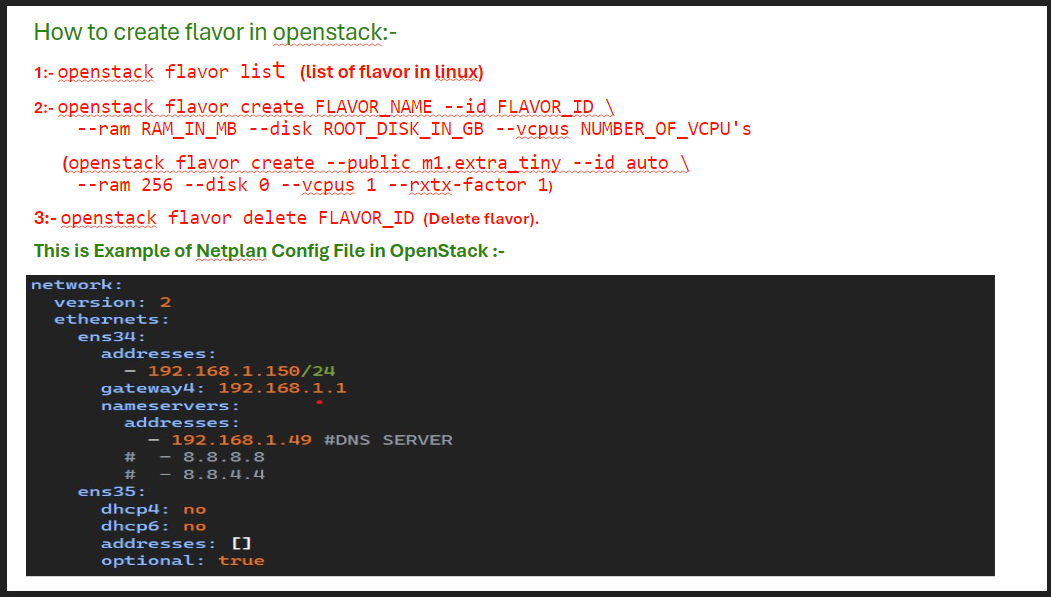 How to create flavor in openstack:-
1:- openstack flavor list (list of flavor in linux)
2:- openstack flavor create FLAVOR_NAME --id FLAVOR_ID \
--ram RAM_IN_MB --disk ROOT_DISK_IN_GB --vcpus NUMBER_OF_VCPU's
(openstack flavor create --public m1.extra_tiny --id auto \
--ram 256 --disk 0 --vcpus 1 --rxtx-factor 1)
3:- openstack flavor delete FLAVOR_ID (Delete flavor).
This is Example of Netplan Config File in OpenStack :-
network:
  version: 2
  ethernets:
    ens34:
      addresses:
        - 192.168.1.150/24
      gateway4: 192.168.1.1
      nameservers:
        addresses:
          - 192.168.1.49 #DNS SERVER
        #  - 8.8.8.8
        #  - 8.8.4.4
    ens35:
      dhcp4: no
      dhcp6: no
      addresses: []
      optional: true